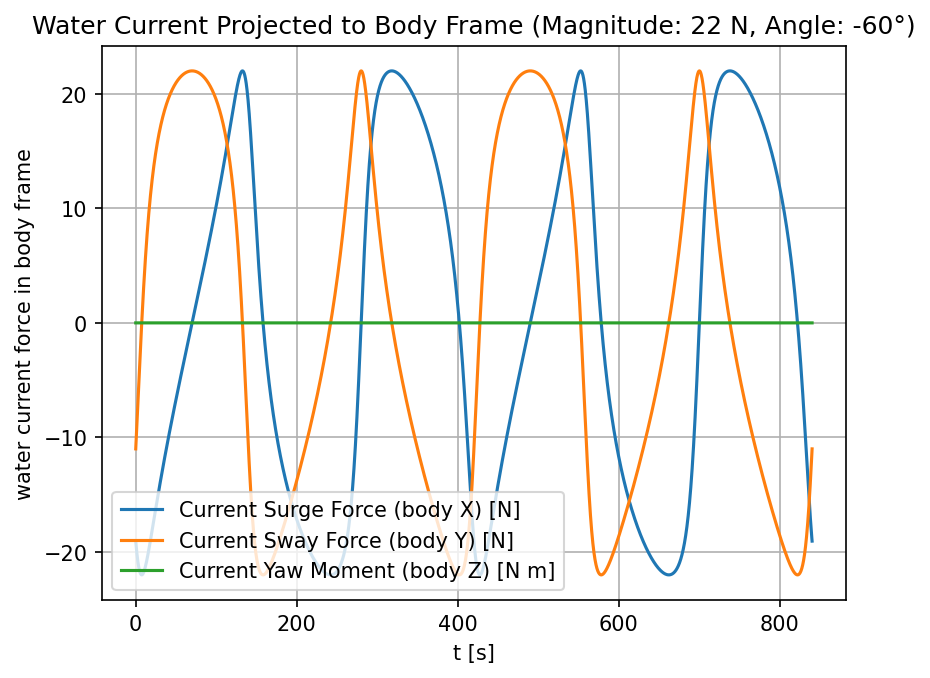 Water Current Projected to Body Frame (Magnitude: 22 N, Angle: -60°)
water current force in body frame
20
10
0
−10
−20
Current Surge Force (body X) [N]
Current Sway Force (body Y) [N]
Current Yaw Moment (body Z) [N m]
0 200 400 600 800
t [s]